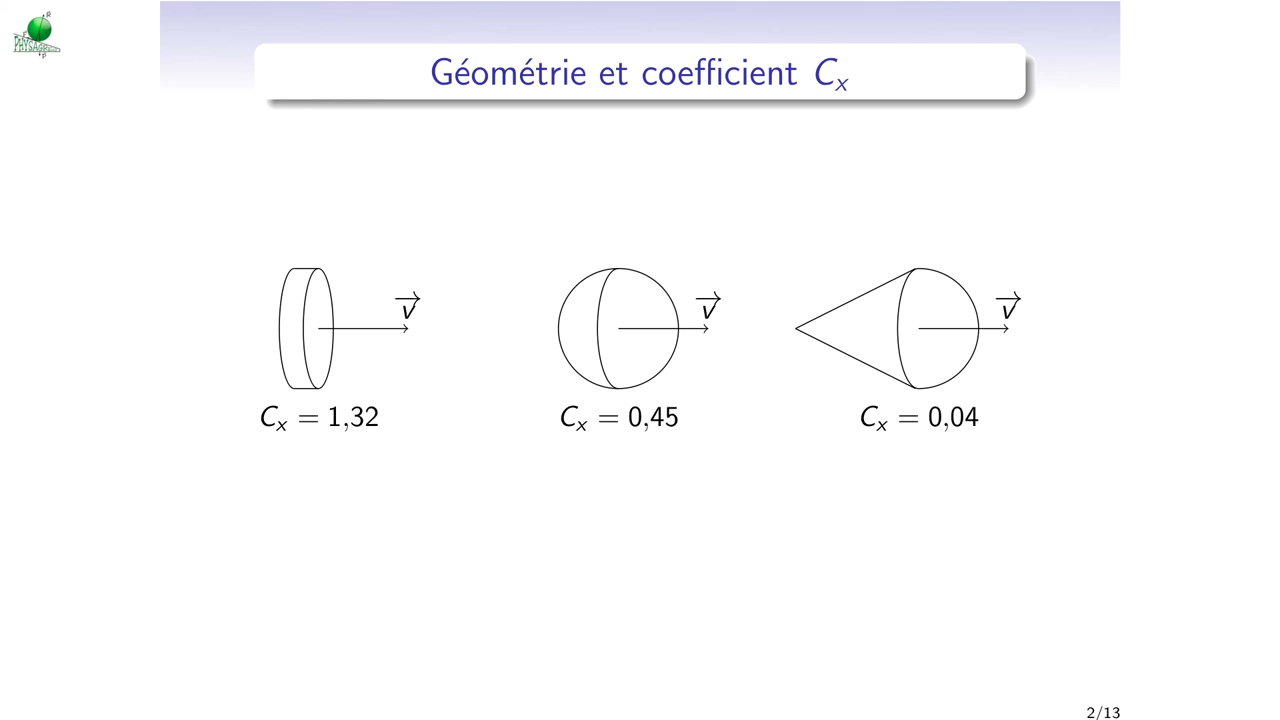 Géométrie et coefficient Cₓ
v⃗
v⃗
v⃗
Cₓ = 1,32
Cₓ = 0,45
Cₓ = 0,04
2/13